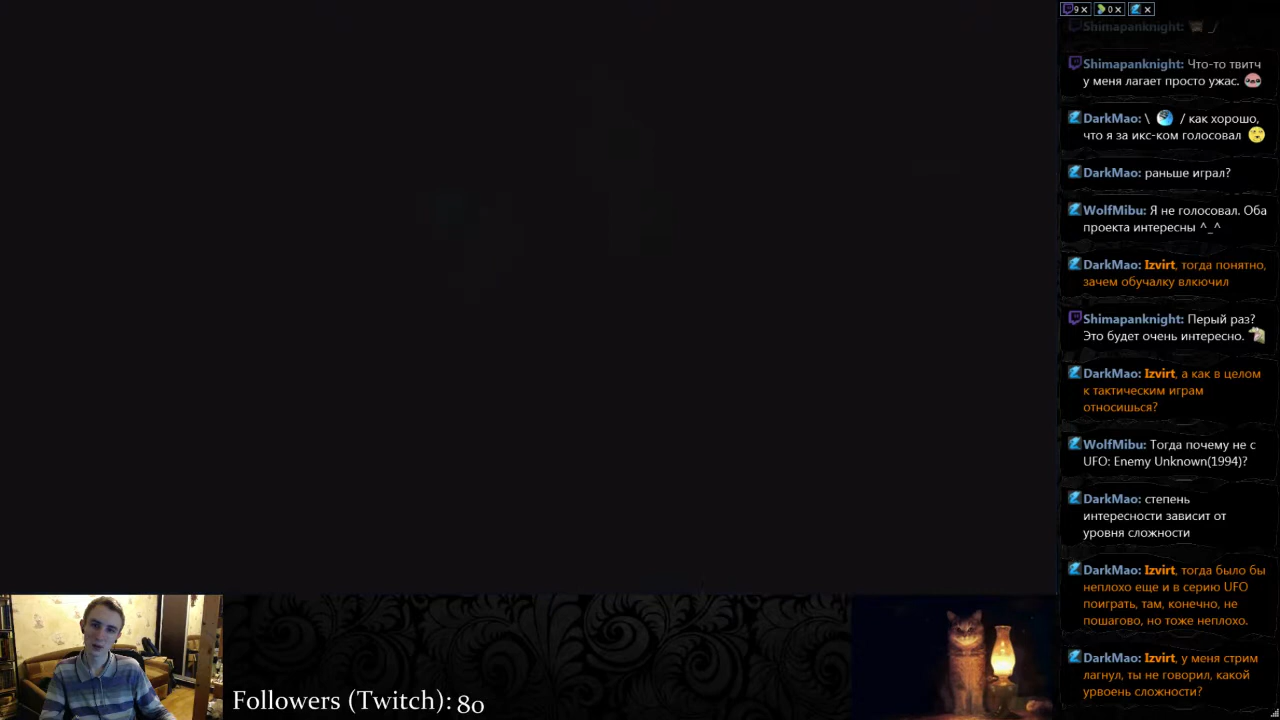 9 x 0 x x
Shimapanknight: _/
Shimapanknight: Что-то твитч
у меня лагает просто ужас.
DarkMao: \ / как хорошо,
что я за икс-ком голосовал
DarkMao: раньше играл?
WolfMibu: Я не голосовал. Оба
проекта интересны ^_^
DarkMao: Izvirt, тогда понятно,
зачем обучалку влкючил
Shimapanknight: Перый раз?
Это будет очень интересно.
DarkMao: Izvirt, а как в целом
к тактическим играм
относишься?
WolfMibu: Тогда почему не с
UFO: Enemy Unknown(1994)?
DarkMao: степень
интересности зависит от
уровня сложности
DarkMao: Izvirt, тогда было бы
неплохо еще и в серию UFO
поиграть, там, конечно, не
пошагово, но тоже неплохо.
DarkMao: Izvirt, у меня стрим
лагнул, ты не говорил, какой
урвоень сложности?
Followers (Twitch): 80